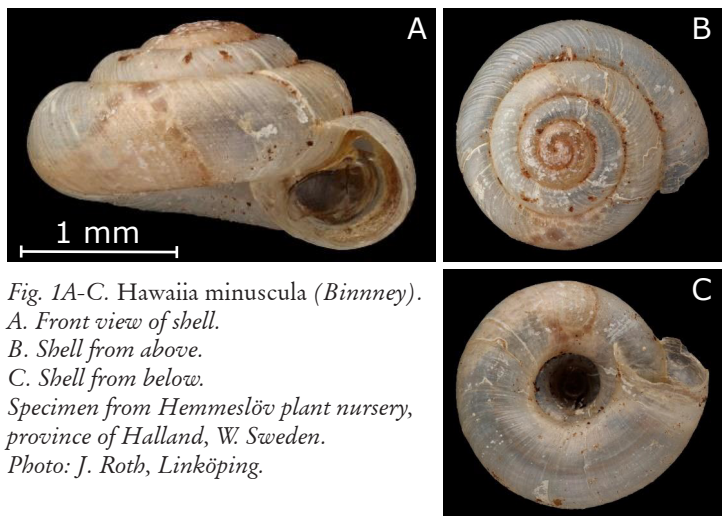 A
B
1 mm
Fig. 1A-C. Hawaiia minuscula (Binnney).
A. Front view of shell.
B. Shell from above.
C. Shell from below.
Specimen from Hemmeslöv plant nursery,
province of Halland, W. Sweden.
Photo: J. Roth, Linköping.
C